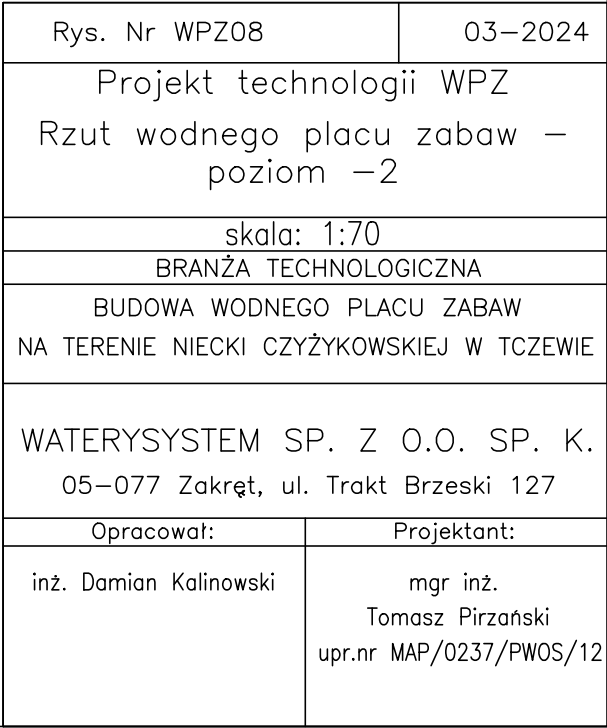 Rys. Nr WPZ08 03-2024
Projekt technologii WPZ
Rzut wodnego placu zabaw -
poziom -2
skala: 1:70
BRANŻA TECHNOLOGICZNA
BUDOWA WODNEGO PLACU ZABAW
NA TERENIE NIECKI CZYŻYKOWSKIEJ W TCZEWIE
WATERYSYSTEM SP. Z O.O. SP. K.
05-077 Zakręt, ul. Trakt Brzeski 127
Opracował: Projektant:
inż. Damian Kalinowski mgr inż.
Tomasz Pirzański
upr.nr MAP/0237/PWOS/12